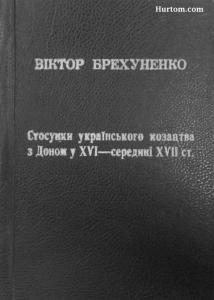 Hurtom.com
ВІКТОР БРЕХУНЕНКО
Стосунки українського козацтва
з Доном у XVI—середині XVII ст.